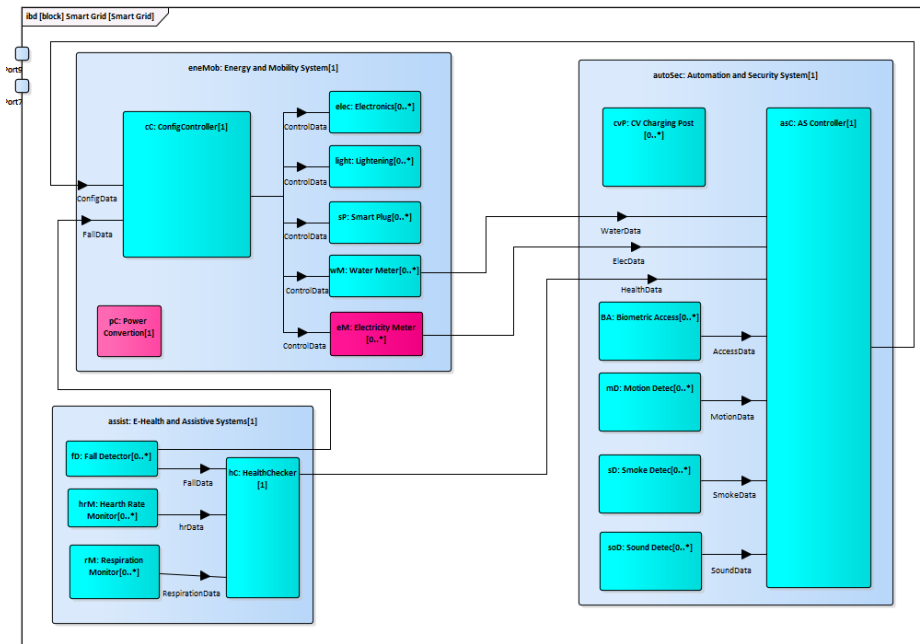 ibd [block] Smart Grid [Smart Grid]
Port9
Port7
eneMob: Energy and Mobility System[1]
cC: ConfigController[1]
elec: Electronics[0..*]
ControlData
light: Lightening[0..*]
ControlData
sP: Smart Plug[0..*]
ControlData
wM: Water Meter[0..*]
ControlData
eM: Electricity Meter
[0..*]
ControlData
ConfigData
FallData
pC: Power
Convertion[1]
autoSec: Automation and Security System[1]
cvP: CV Charging Post
[0..*]
asC: AS Controller[1]
WaterData
ElecData
HealthData
BA: Biometric Access[0..*]
AccessData
mD: Motion Detec[0..*]
MotionData
sD: Smoke Detec[0..*]
SmokeData
soD: Sound Detec[0..*]
SoundData
assist: E-Health and Assistive Systems[1]
fD: Fall Detector[0..*]
FallData
hC: HealthChecker
[1]
hrM: Hearth Rate
Monitor[0..*]
hrData
rM: Respiration
Monitor[0..*]
RespirationData